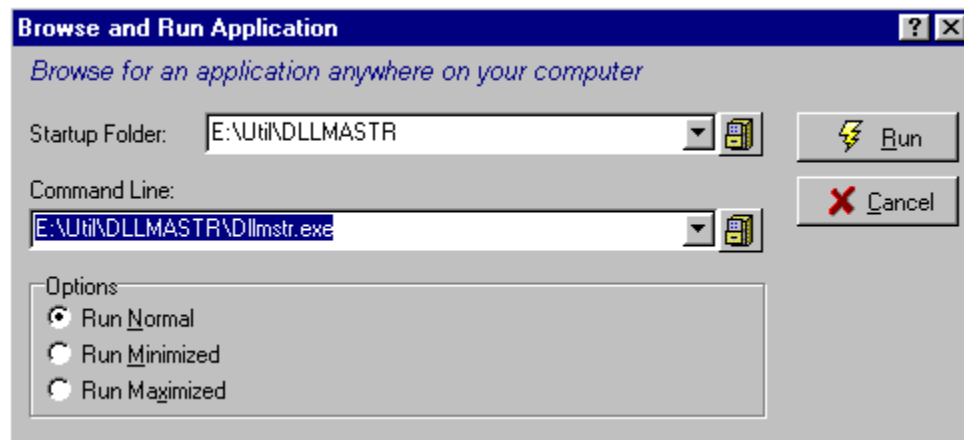 Browse and Run Application
Browse for an application anywhere on your computer
Startup Folder: E:\Util\DLLMASTR
Run
Command Line:
Cancel
E:\Util\DLLMASTR\Dllmstr.exe
Options
Run Normal
Run Minimized
Run Maximized